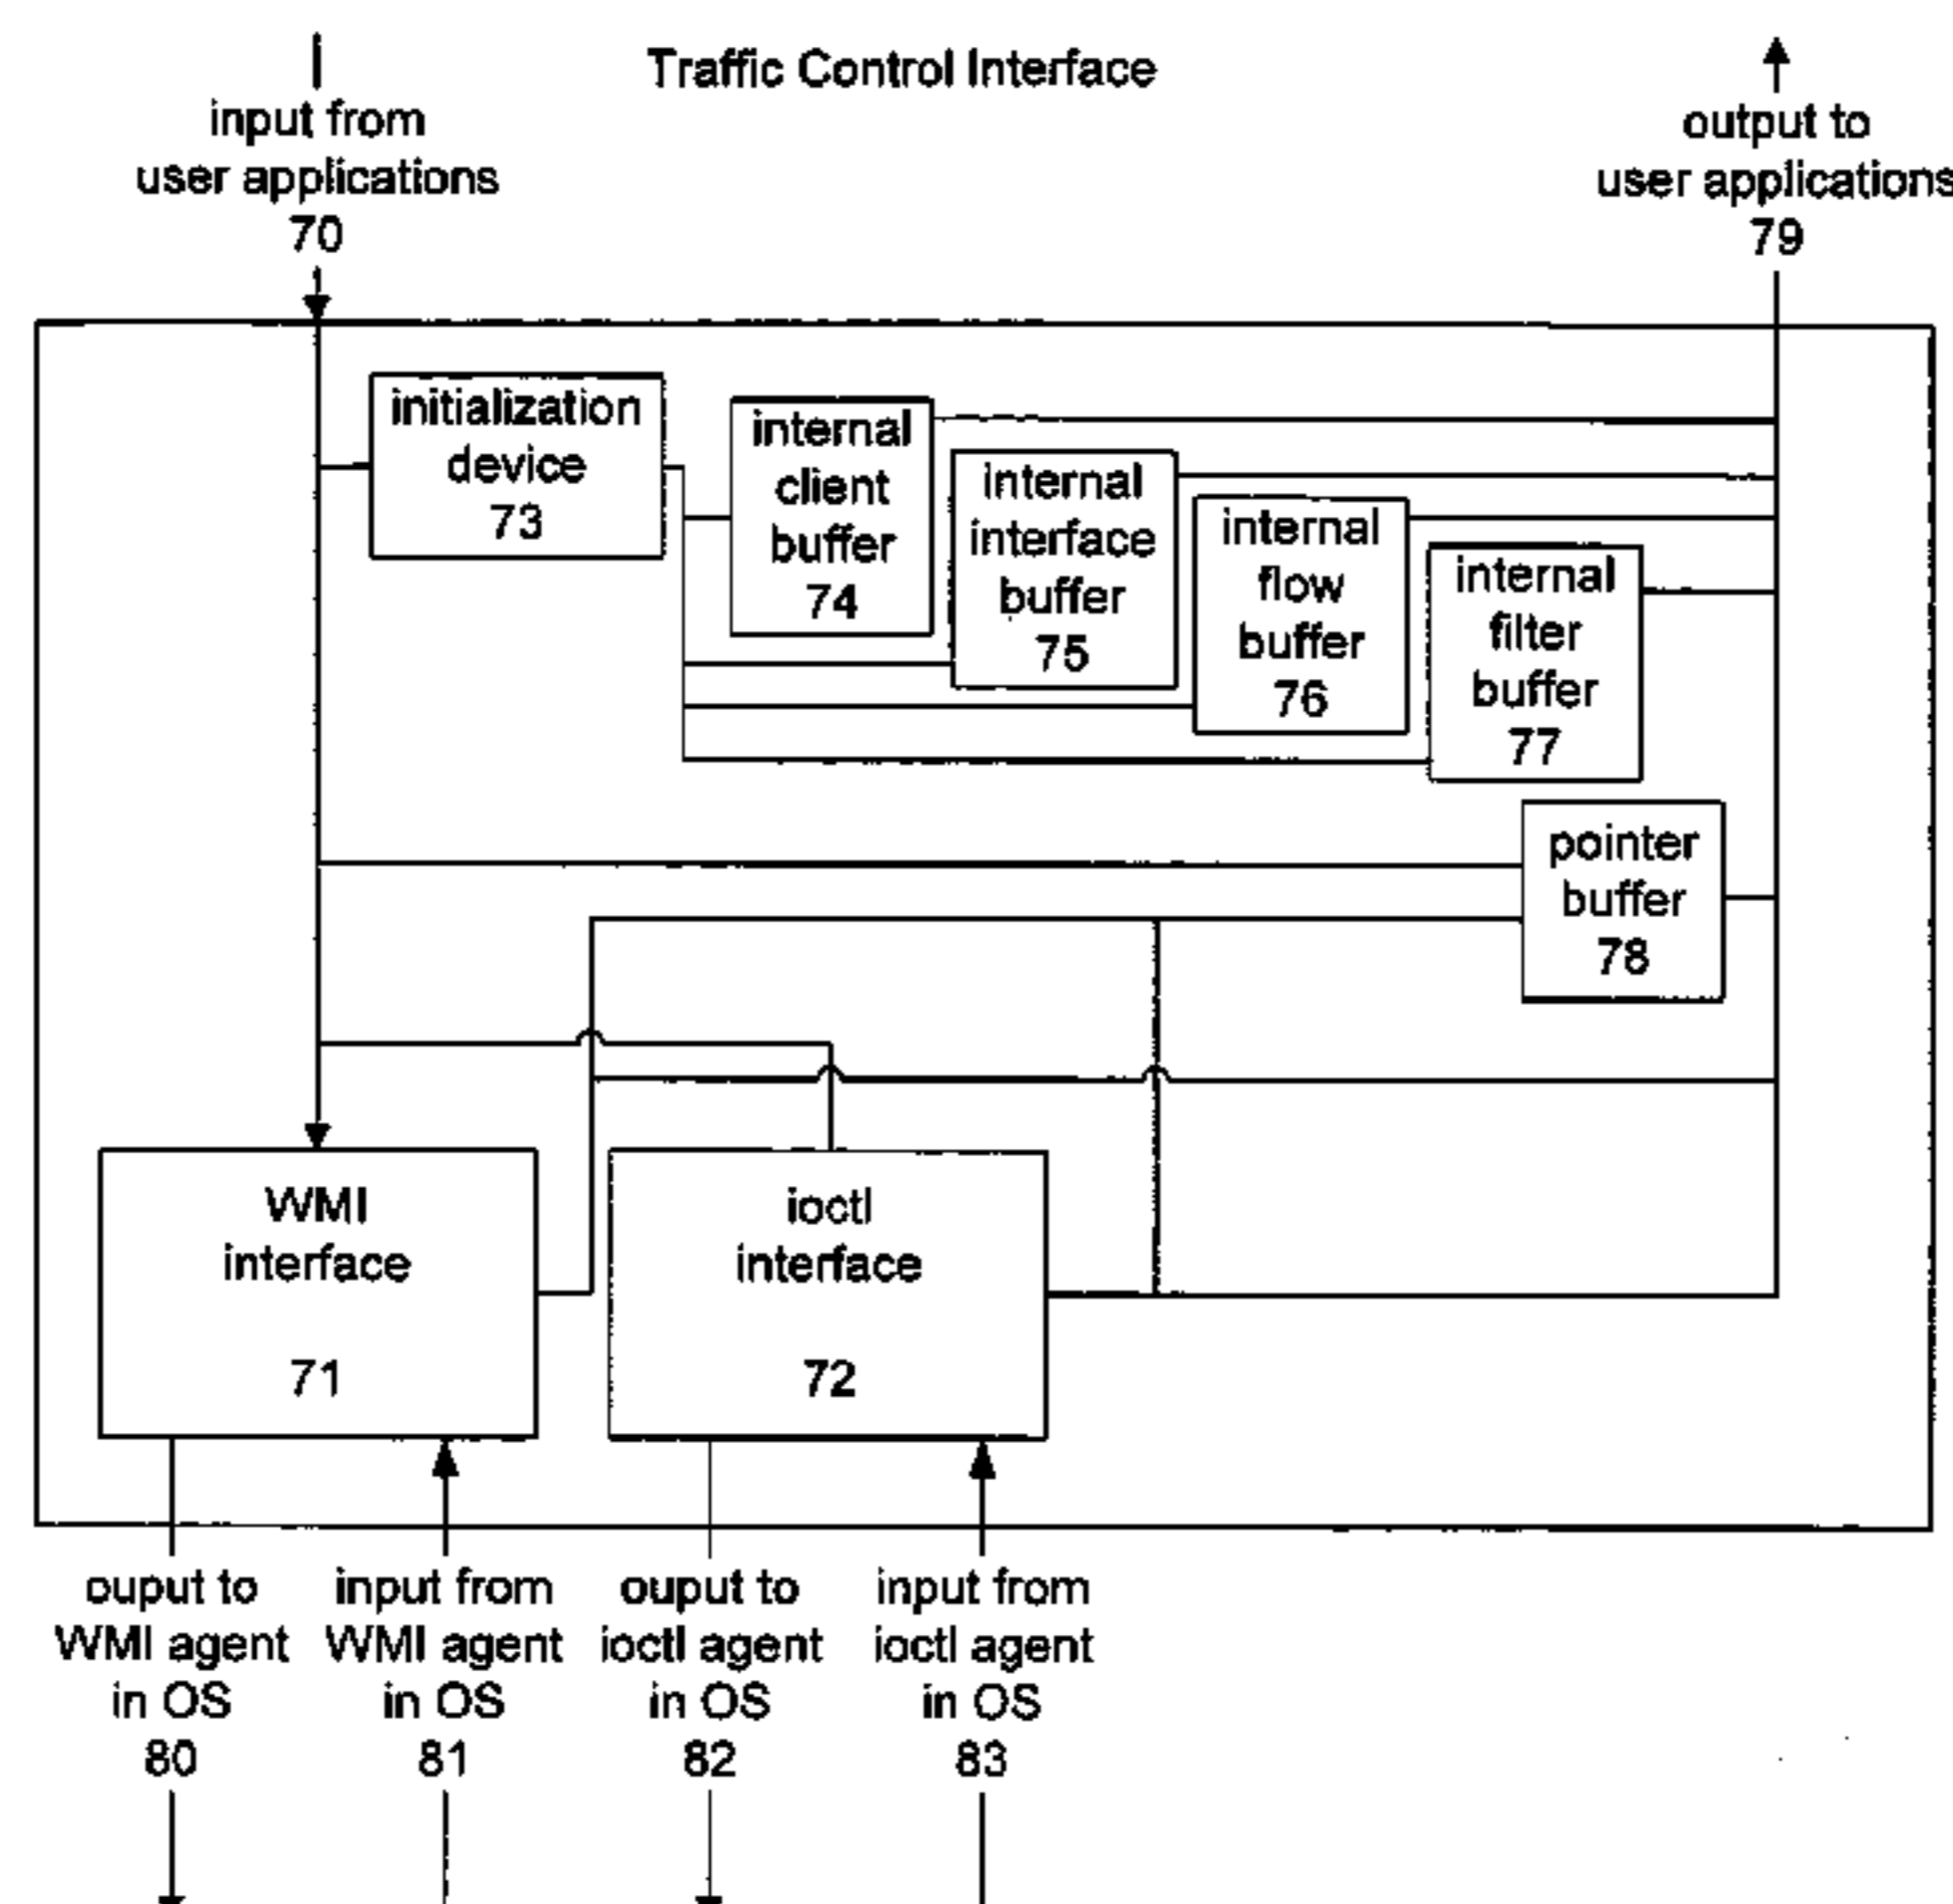 Traffic Control Interface
input from
user applications
70
output to
user applications
79
initialization
device
73
internal
client
buffer
74
internal
interface
buffer
75
internal
flow
buffer
76
internal
filter
buffer
77
pointer
buffer
78
WMI
interface
71
ioctl
interface
72
ouput to
WMI agent
in OS
80
input from
WMI agent
in OS
81
ouput to
ioctl agent
in OS
82
input from
ioctl agent
in OS
83